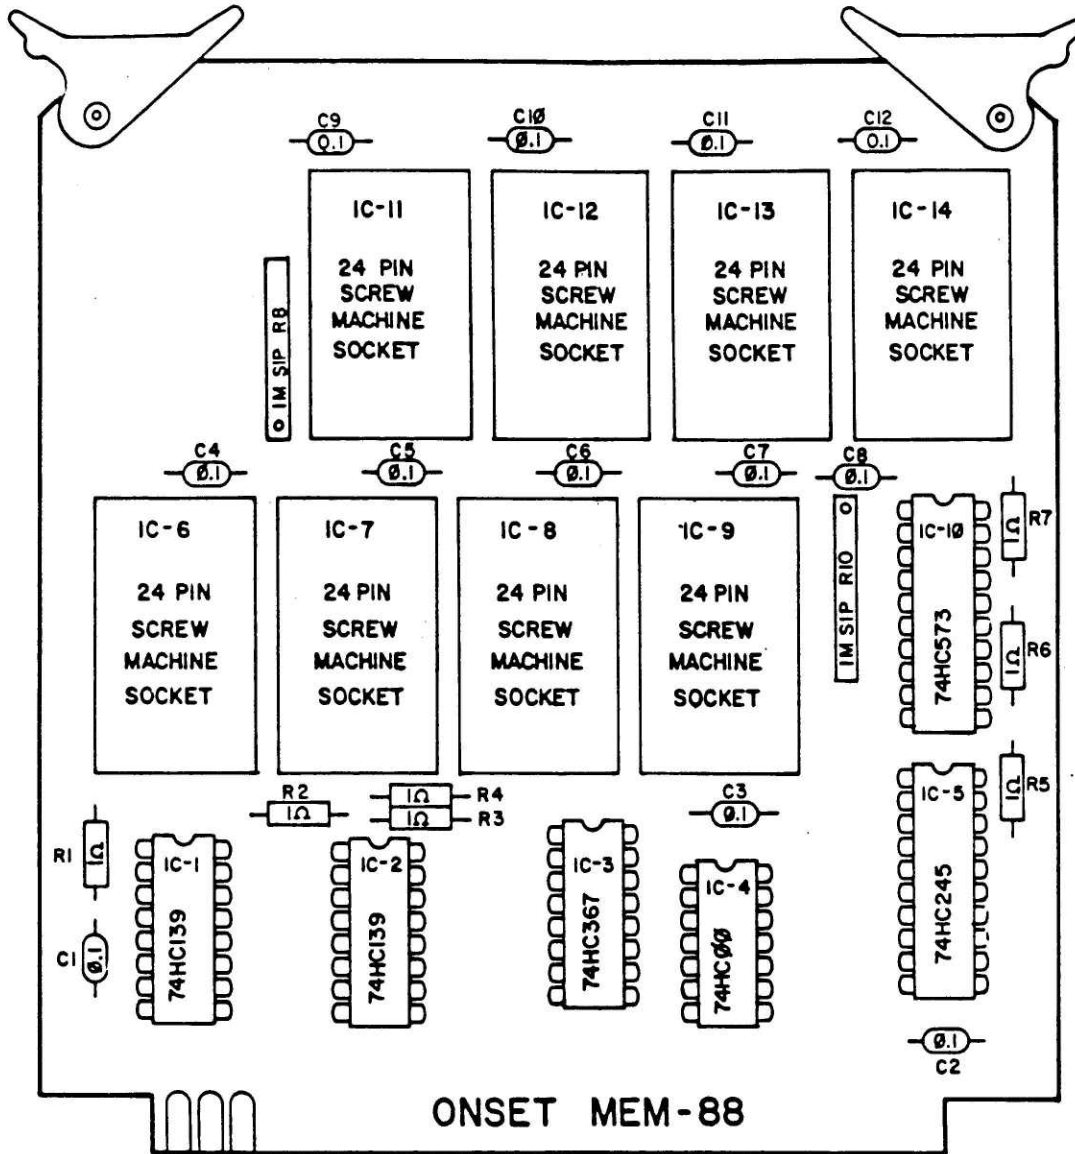 C9
0.1
C1Ø
Ø.1
C11
Ø.1
C12
0.1
IC-11
24 PIN
SCREW
MACHINE
SOCKET
IC-12
24 PIN
SCREW
MACHINE
SOCKET
IC-13
24 PIN
SCREW
MACHINE
SOCKET
IC-14
24 PIN
SCREW
MACHINE
SOCKET
1M SIP R8
C4
Ø.1
C5
Ø.1
C6
Ø.1
C7
Ø.1
C8
Ø.1
IC-6
24 PIN
SCREW
MACHINE
SOCKET
IC-7
24 PIN
SCREW
MACHINE
SOCKET
IC-8
24 PIN
SCREW
MACHINE
SOCKET
IC-9
24 PIN
SCREW
MACHINE
SOCKET
1M SIP R10
IC-1Ø
74HC573
1Ω
R7
1Ω
R6
1Ω
R5
R2
1Ω
1Ω R4
1Ω R3
C3
Ø.1
R1
1Ω
C1
Ø.1
IC-1
74HC139
IC-2
74HC139
IC-3
74HC367
IC-4
74HCØØ
IC-5
74HC245
Ø.1
C2
ONSET MEM-88